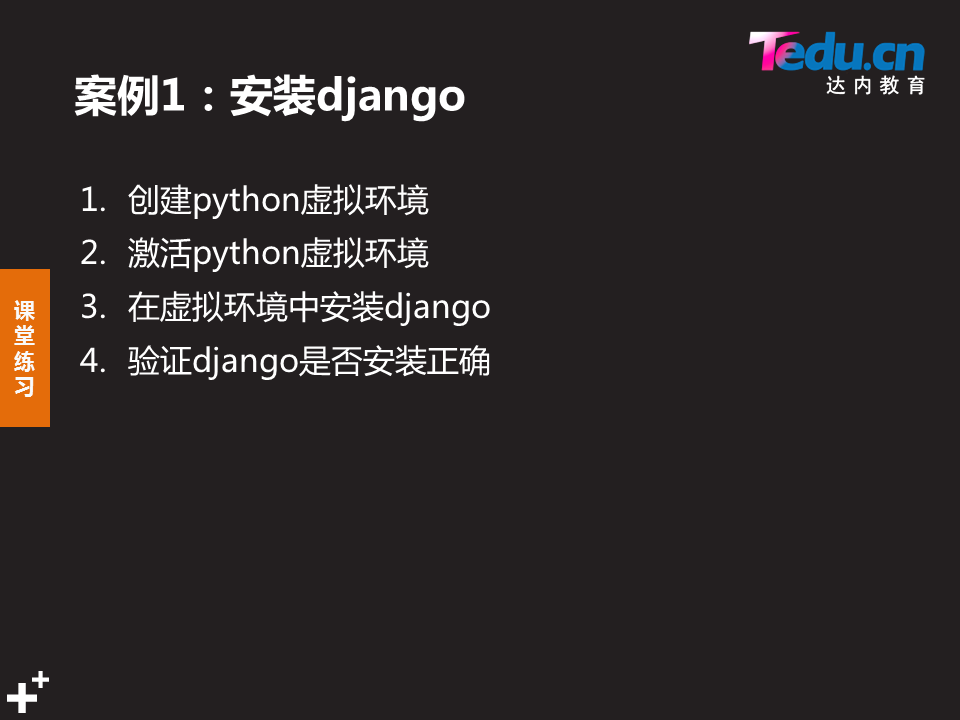 Tedu.cn
达内教育
案例1：安装django
1. 创建python虚拟环境
2. 激活python虚拟环境
3. 在虚拟环境中安装django
4. 验证django是否安装正确
课
堂
练
习